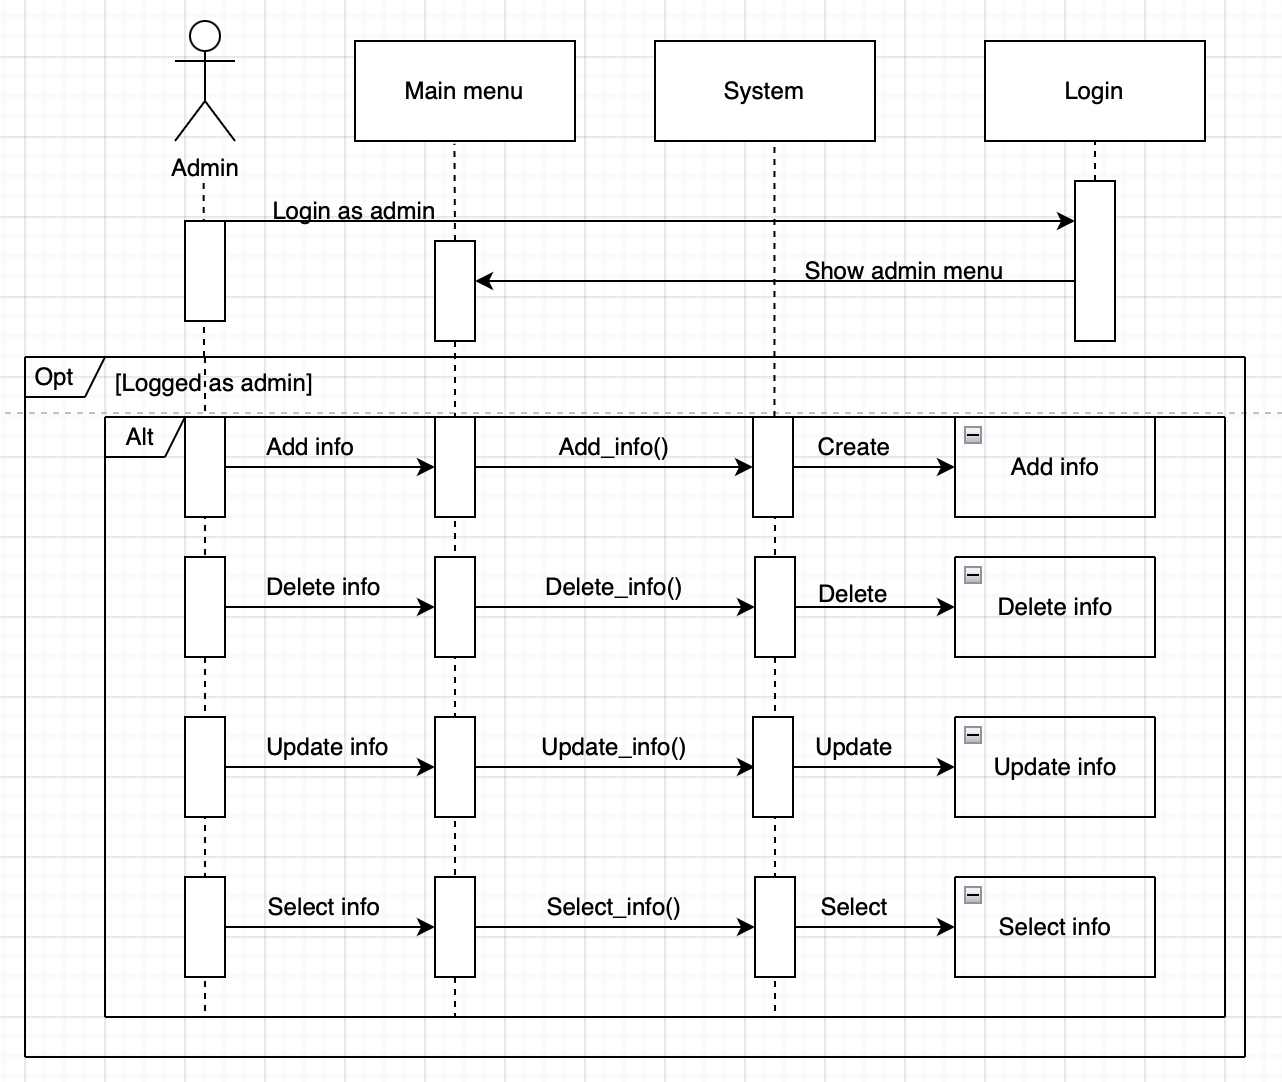 Main menu
System
Login
Admin
Login as admin
Show admin menu
Opt
[Logged as admin]
Alt
Add info
Add_info()
Create
Add info
Delete info
Delete_info()
Delete
Delete info
Update info
Update_info()
Update
Update info
Select info
Select_info()
Select
Select info